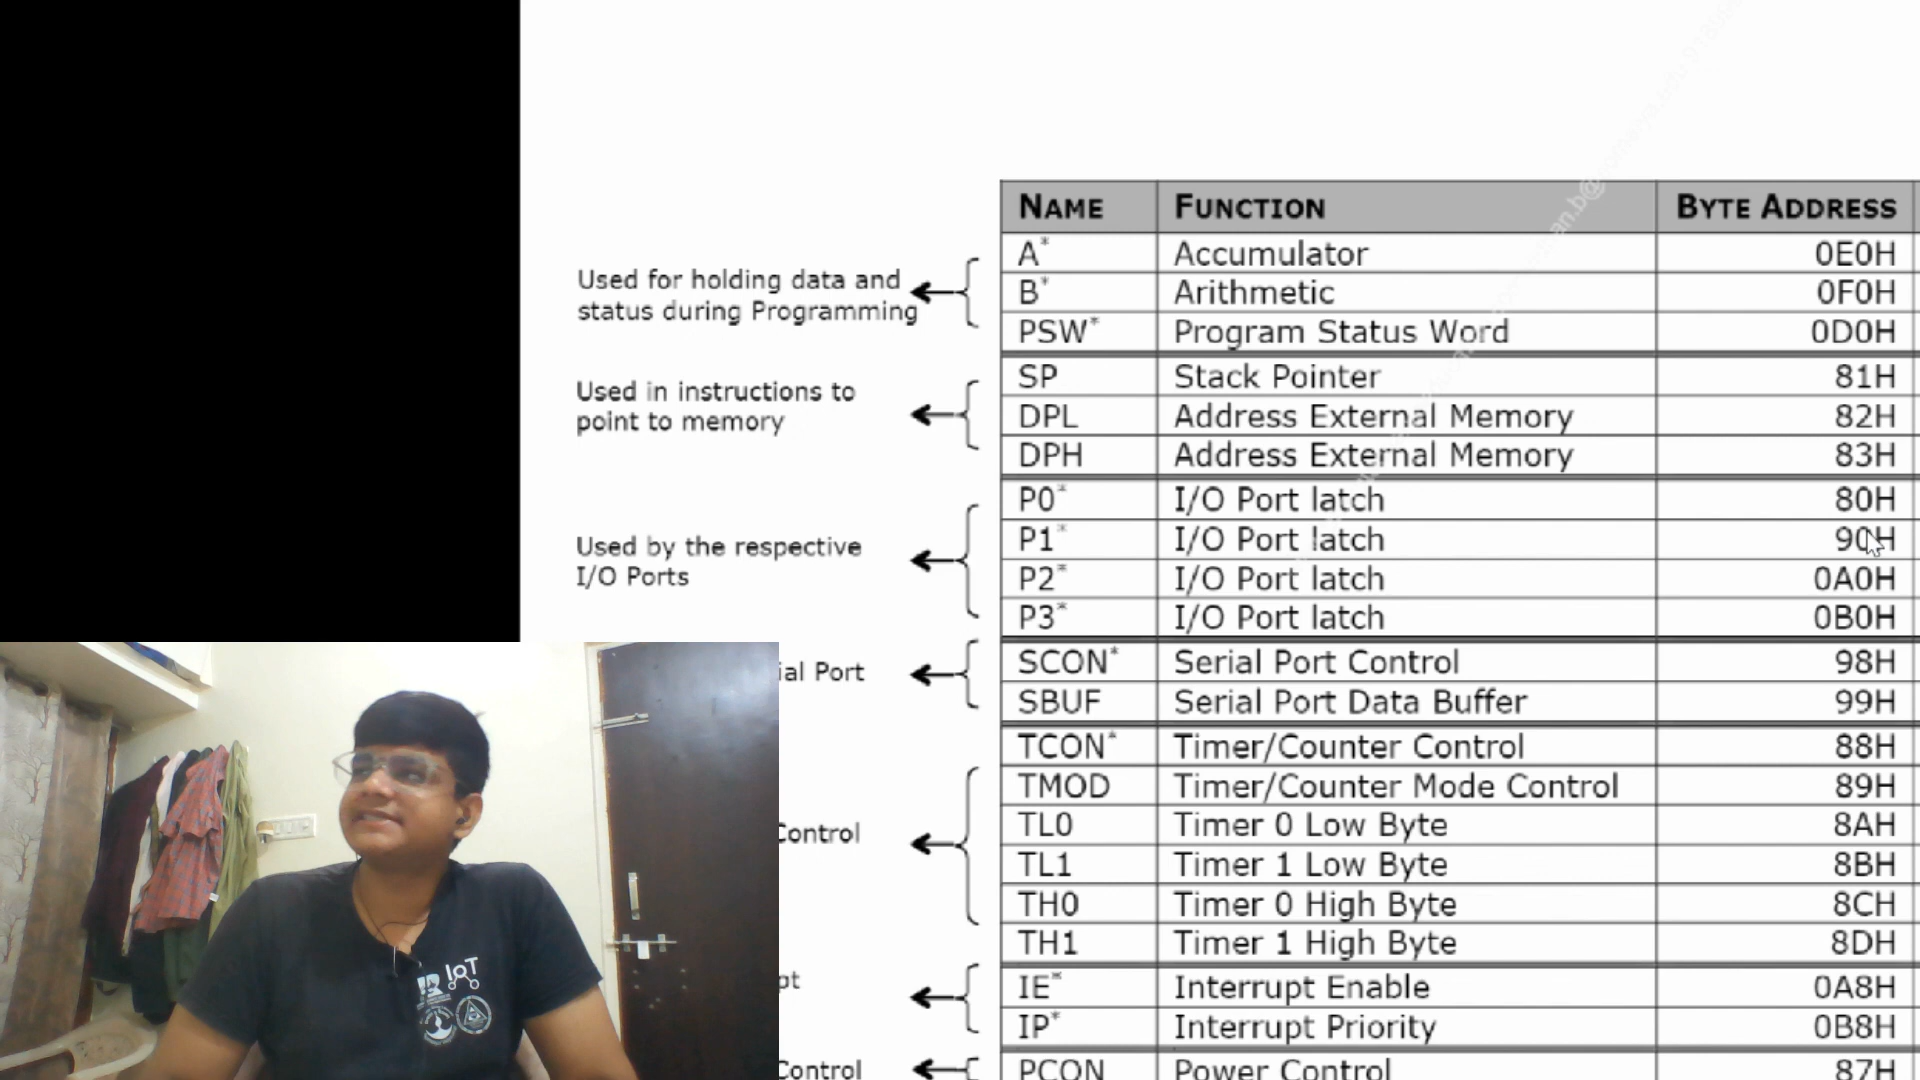 NAME FUNCTION BYTE ADDRESS
A* Accumulator 0E0H
B* Arithmetic 0F0H
PSW* Program Status Word 0D0H
Used for holding data and
status during Programming
SP Stack Pointer 81H
DPL Address External Memory 82H
DPH Address External Memory 83H
Used in instructions to
point to memory
P0* I/O Port latch 80H
P1* I/O Port latch 90H
P2* I/O Port latch 0A0H
P3* I/O Port latch 0B0H
Used by the respective
I/O Ports
SCON* Serial Port Control 98H
SBUF Serial Port Data Buffer 99H
ial Port
TCON* Timer/Counter Control 88H
TMOD Timer/Counter Mode Control 89H
TL0 Timer 0 Low Byte 8AH
TL1 Timer 1 Low Byte 8BH
TH0 Timer 0 High Byte 8CH
TH1 Timer 1 High Byte 8DH
Control
IE* Interrupt Enable 0A8H
IP* Interrupt Priority 0B8H
pt
PCON Power Control 87H
Control
IoT